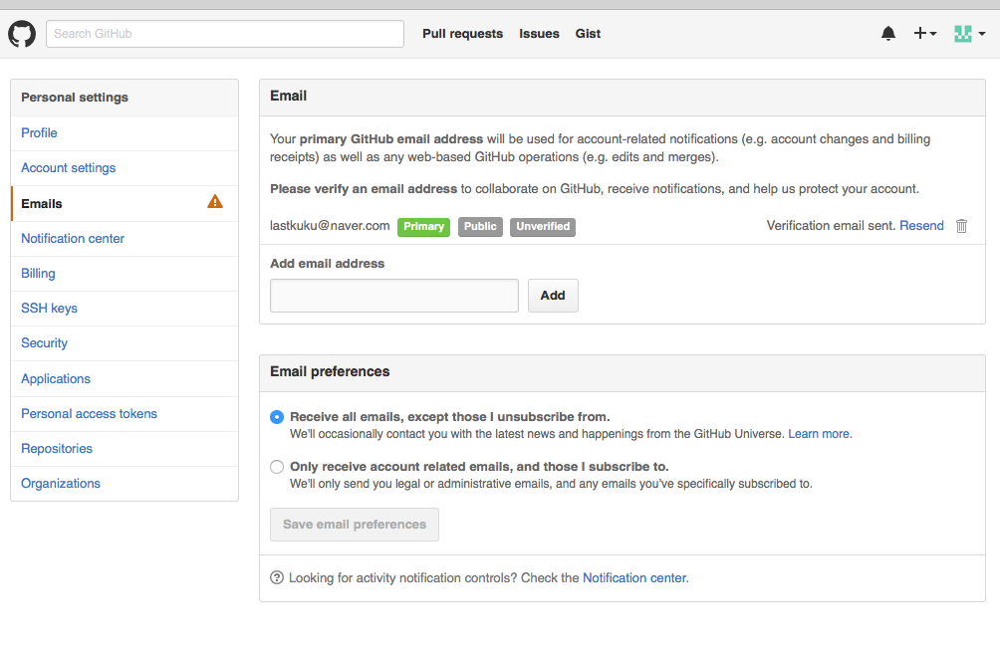 Search GitHub
Pull requests
Issues
Gist
Personal settings
Profile
Account settings
Emails
Notification center
Billing
SSH keys
Security
Applications
Personal access tokens
Repositories
Organizations
Email
Your primary GitHub email address will be used for account-related notifications (e.g. account changes and billing
receipts) as well as any web-based GitHub operations (e.g. edits and merges).
Please verify an email address to collaborate on GitHub, receive notifications, and help us protect your account.
lastkuku@naver.com Primary Public Unverified Verification email sent. Resend
Add email address
Add
Email preferences
Receive all emails, except those I unsubscribe from.
We'll occasionally contact you with the latest news and happenings from the GitHub Universe. Learn more.
Only receive account related emails, and those I subscribe to.
We'll only send you legal or administrative emails, and any emails you've specifically subscribed to.
Save email preferences
Looking for activity notification controls? Check the Notification center.